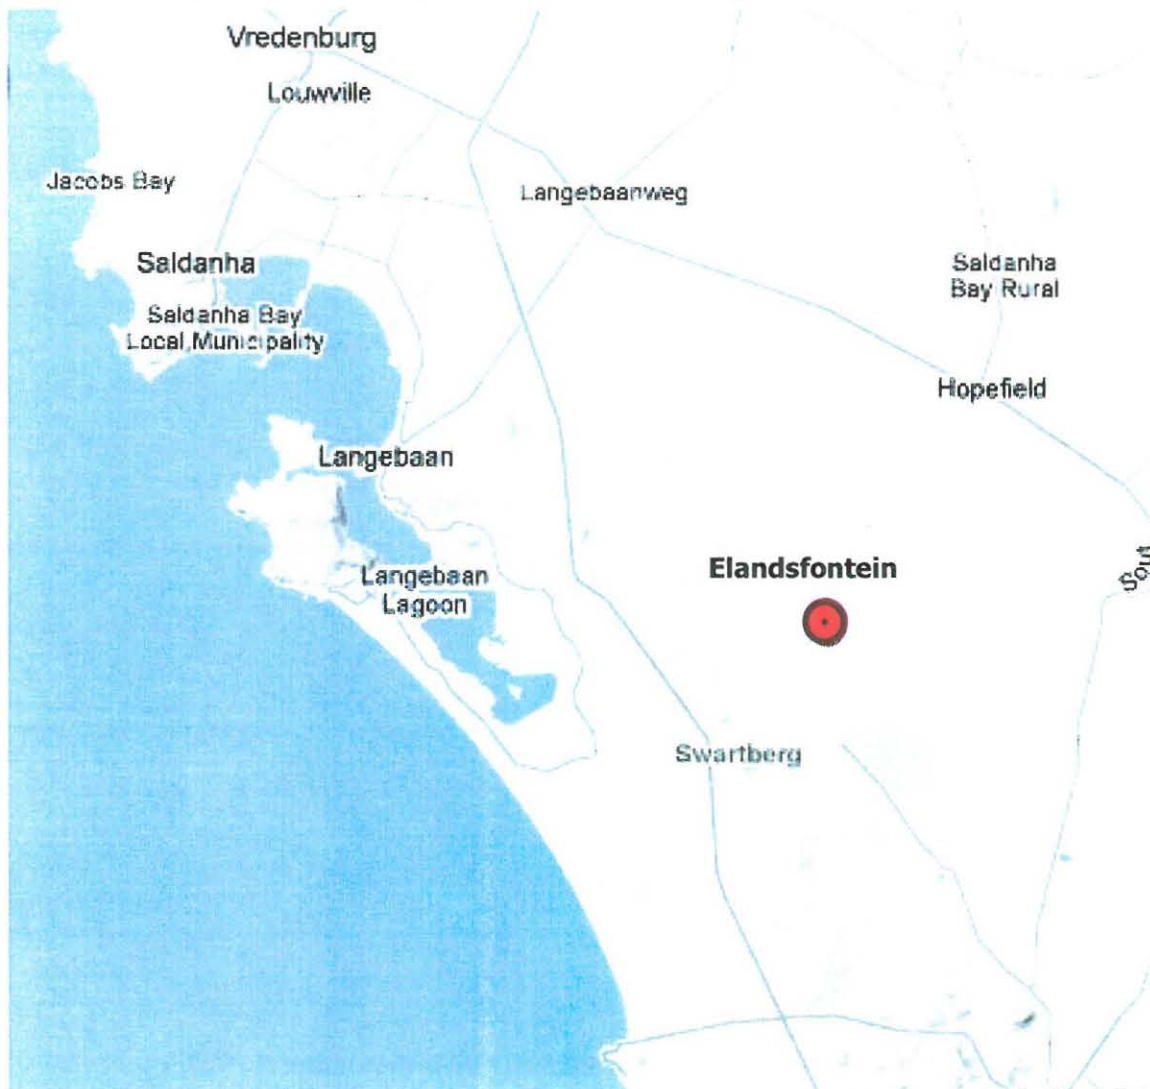 Vredenburg
Louwville
Jacobs Bay
Langebaanweg
Saldanha
Saldanha
Bay Rural
Saldanha Bay
Local Municipality
Hopefield
Langebaan
Elandsfontein
Langebaan
Lagoon
Sout
Swartberg